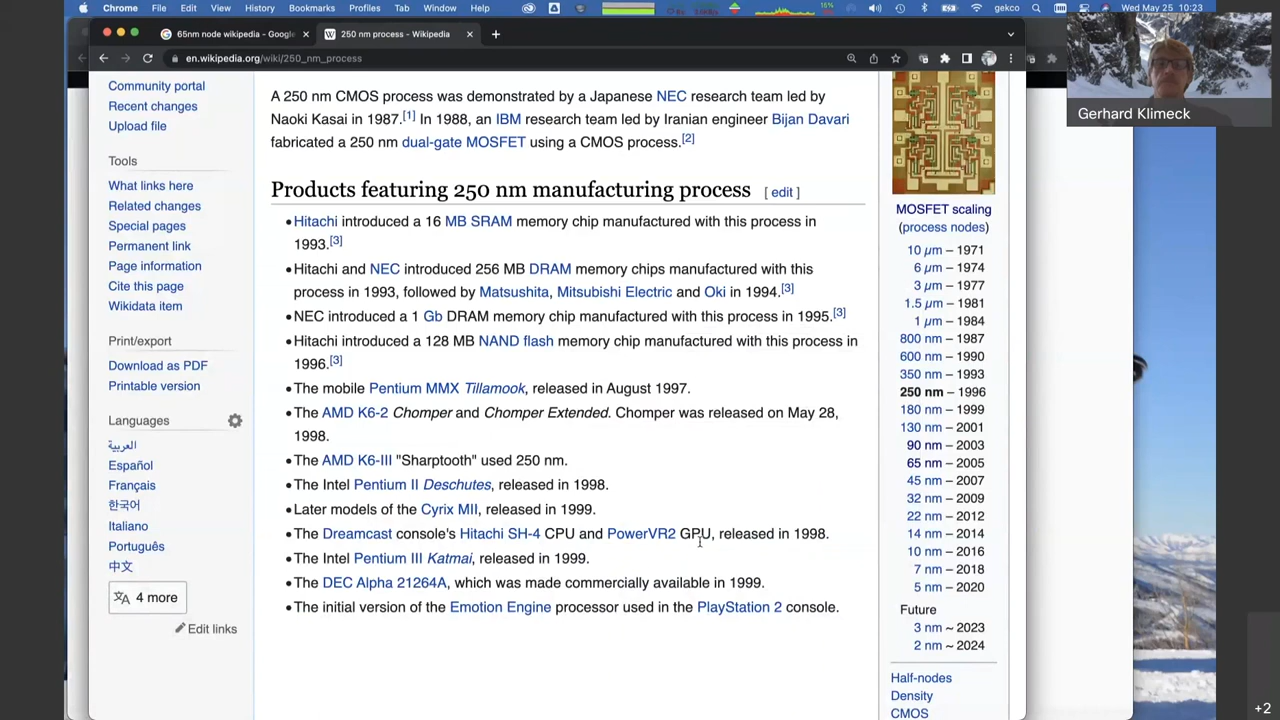 Chrome File Edit View History Bookmarks Profiles Tab Window Help 15% gekco Wed May 25 10:23
65nm node wikipedia - Google
250 nm process - Wikipedia
en.wikipedia.org/wiki/250_nm_process
Gerhard Klimeck
Community portal
Recent changes
Upload file
Tools
What links here
Related changes
Special pages
Permanent link
Page information
Cite this page
Wikidata item
Print/export
Download as PDF
Printable version
Languages
العربية
Español
Français
한국어
Italiano
Português
中文
4 more
Edit links
A 250 nm CMOS process was demonstrated by a Japanese NEC research team led by
Naoki Kasai in 1987.[1] In 1988, an IBM research team led by Iranian engineer Bijan Davari
fabricated a 250 nm dual-gate MOSFET using a CMOS process.[2]
Products featuring 250 nm manufacturing process [ edit ]
•Hitachi introduced a 16 MB SRAM memory chip manufactured with this process in
1993.[3]
•Hitachi and NEC introduced 256 MB DRAM memory chips manufactured with this
process in 1993, followed by Matsushita, Mitsubishi Electric and Oki in 1994.[3]
•NEC introduced a 1 Gb DRAM memory chip manufactured with this process in 1995.[3]
•Hitachi introduced a 128 MB NAND flash memory chip manufactured with this process in
1996.[3]
•The mobile Pentium MMX Tillamook, released in August 1997.
•The AMD K6-2 Chomper and Chomper Extended. Chomper was released on May 28,
1998.
•The AMD K6-III "Sharptooth" used 250 nm.
•The Intel Pentium II Deschutes, released in 1998.
•Later models of the Cyrix MII, released in 1999.
•The Dreamcast console's Hitachi SH-4 CPU and PowerVR2 GPU, released in 1998.
•The Intel Pentium III Katmai, released in 1999.
•The DEC Alpha 21264A, which was made commercially available in 1999.
•The initial version of the Emotion Engine processor used in the PlayStation 2 console.
MOSFET scaling
(process nodes)
10 μm – 1971
6 μm – 1974
3 μm – 1977
1.5 μm – 1981
1 μm – 1984
800 nm – 1987
600 nm – 1990
350 nm – 1993
250 nm – 1996
180 nm – 1999
130 nm – 2001
90 nm – 2003
65 nm – 2005
45 nm – 2007
32 nm – 2009
22 nm – 2012
14 nm – 2014
10 nm – 2016
7 nm – 2018
5 nm – 2020
Future
3 nm ~ 2023
2 nm ~ 2024
Half-nodes
Density
CMOS
+2